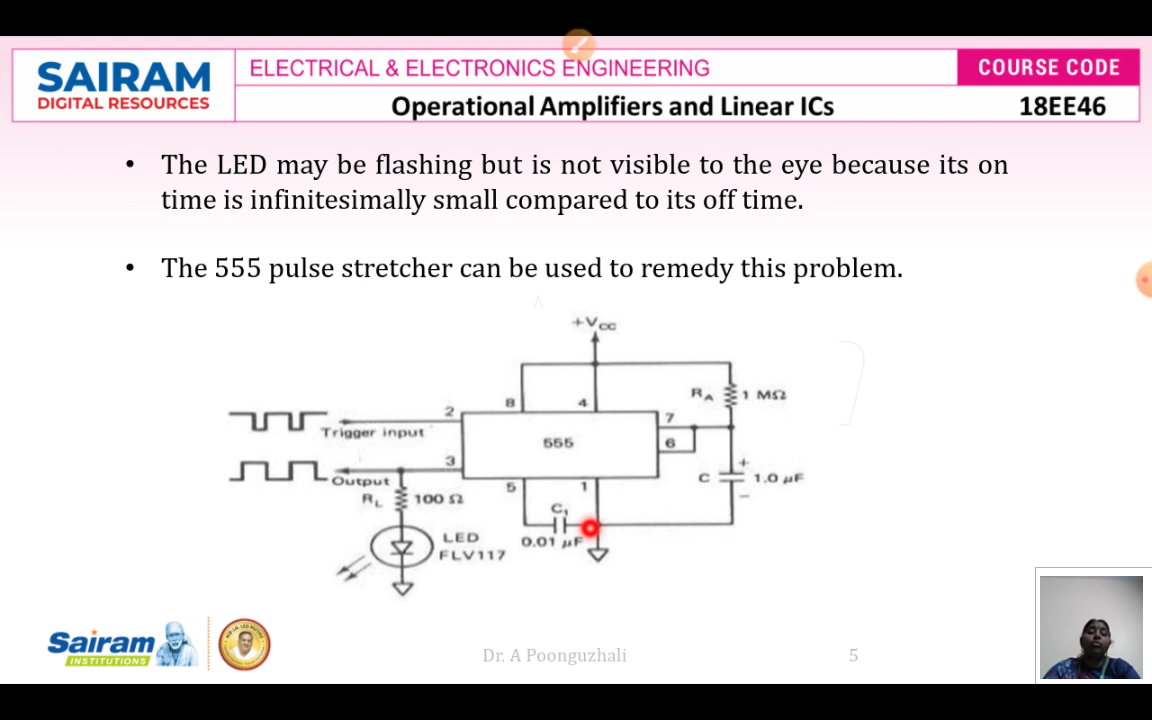 SAIRAM
DIGITAL RESOURCES
ELECTRICAL & ELECTRONICS ENGINEERING
COURSE CODE
Operational Amplifiers and Linear ICs
18EE46
• The LED may be flashing but is not visible to the eye because its on
time is infinitesimally small compared to its off time.
• The 555 pulse stretcher can be used to remedy this problem.
+Vcc
8
4
RA
1 MΩ
2
7
Trigger input
555
6
3
+
Output
C
1.0 μF
5
1
−
RL
100 Ω
C1
LED
0.01 μF
FLV117
Sairam
INSTITUTIONS
Dr. A Poonguzhali
5